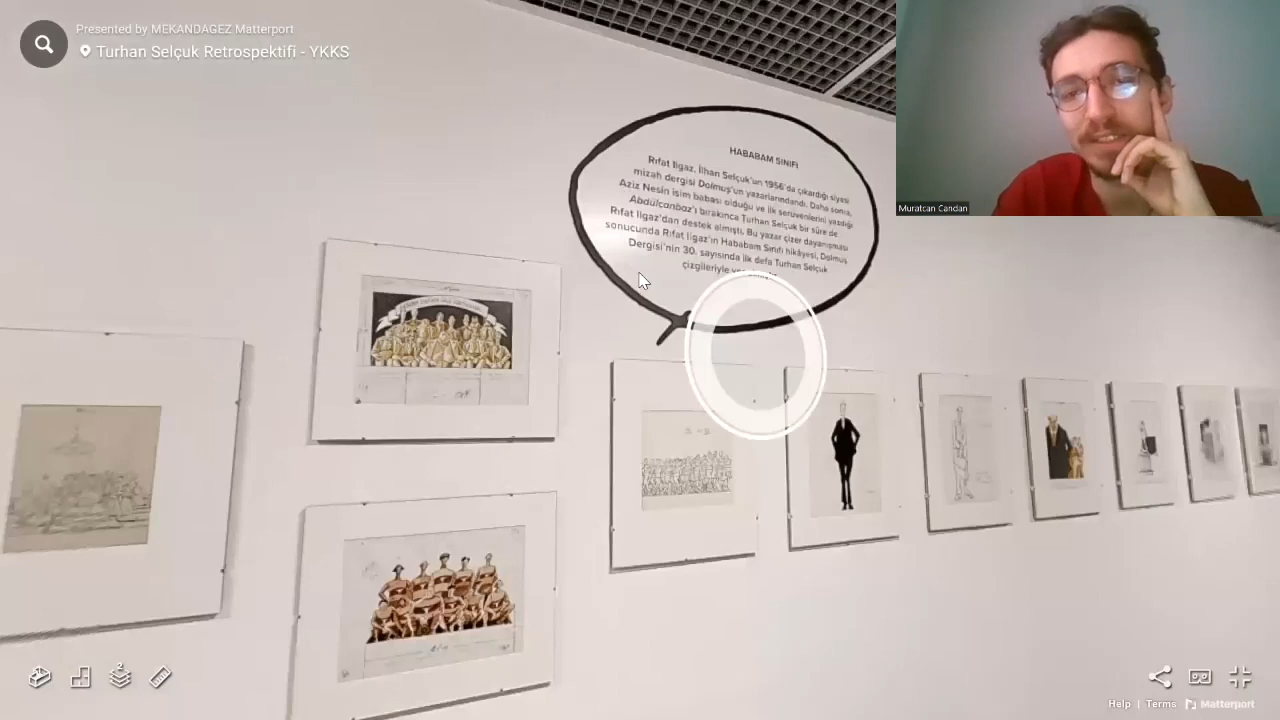 Presented by MEKANDAGEZ Matterport
Turhan Selçuk Retrospektifi - YKKS
HABABAM SINIFI
Rıfat Ilgaz, İlhan Selçuk'un 1956'da çıkardığı siyasi
mizah dergisi Dolmuş'un yazarlarındandı. Daha sonra,
Aziz Nesin isim babası olduğu ve ilk serüvenlerini yazdığı
Abdülcanbaz'ı bırakınca Turhan Selçuk bir süre de
Rıfat Ilgaz'dan destek almıştı. Bu yazar çizer dayanışması
sonucunda Rıfat Ilgaz'ın Hababam Sınıfı hikâyesi, Dolmuş
Dergisi'nin 30. sayısında ilk defa Turhan Selçuk
çizgileriyle
Muratcan Candan
2
Help | Terms
Matterport